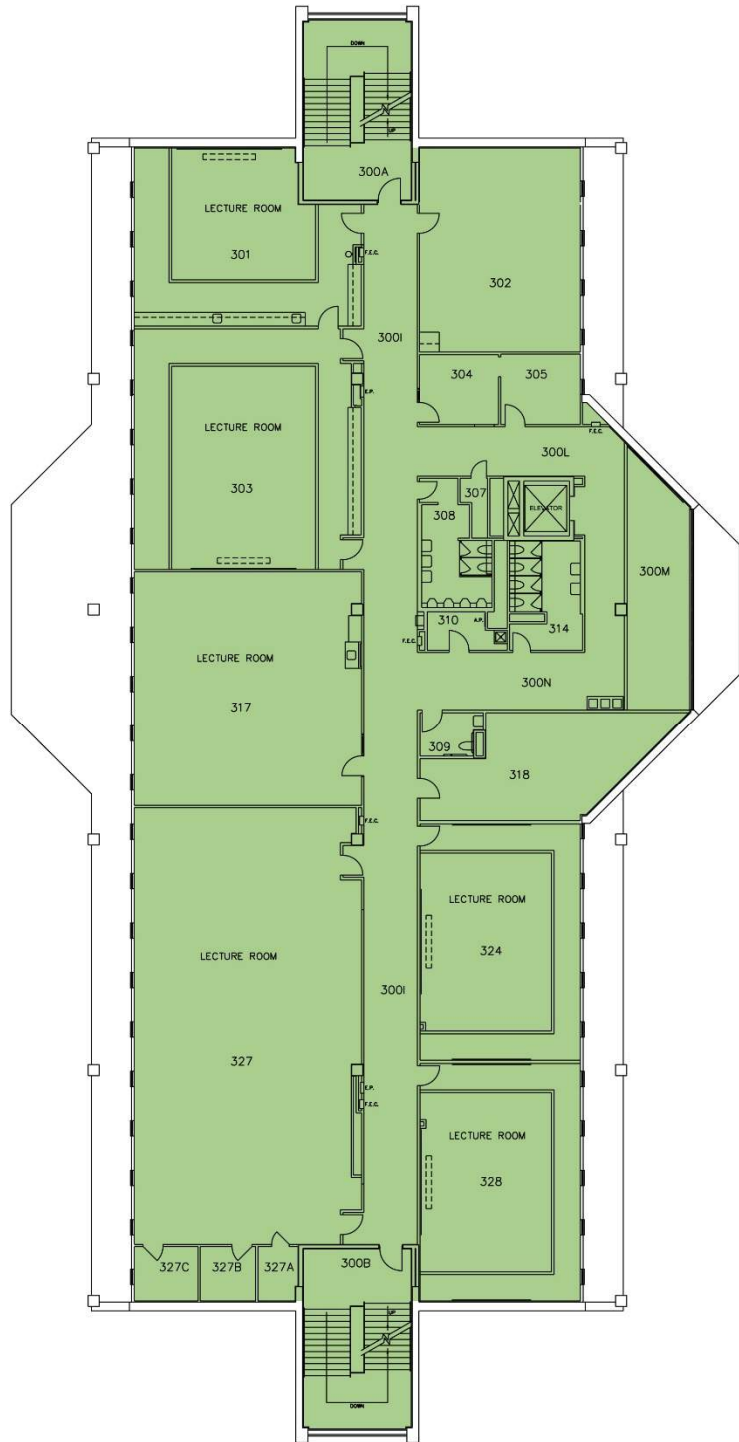 DOWN
UP
300A
LECTURE ROOM
301
F.E.C.
302
300I
304
305
E.P.
LECTURE ROOM
303
F.E.C.
300L
307
308
ELEVATOR
300M
310
A.P.
314
F.E.C.
LECTURE ROOM
317
300N
309
318
F.E.C.
LECTURE ROOM
324
LECTURE ROOM
327
300I
E.P.
F.E.C.
LECTURE ROOM
328
327C
327B
327A
300B
UP
DOWN